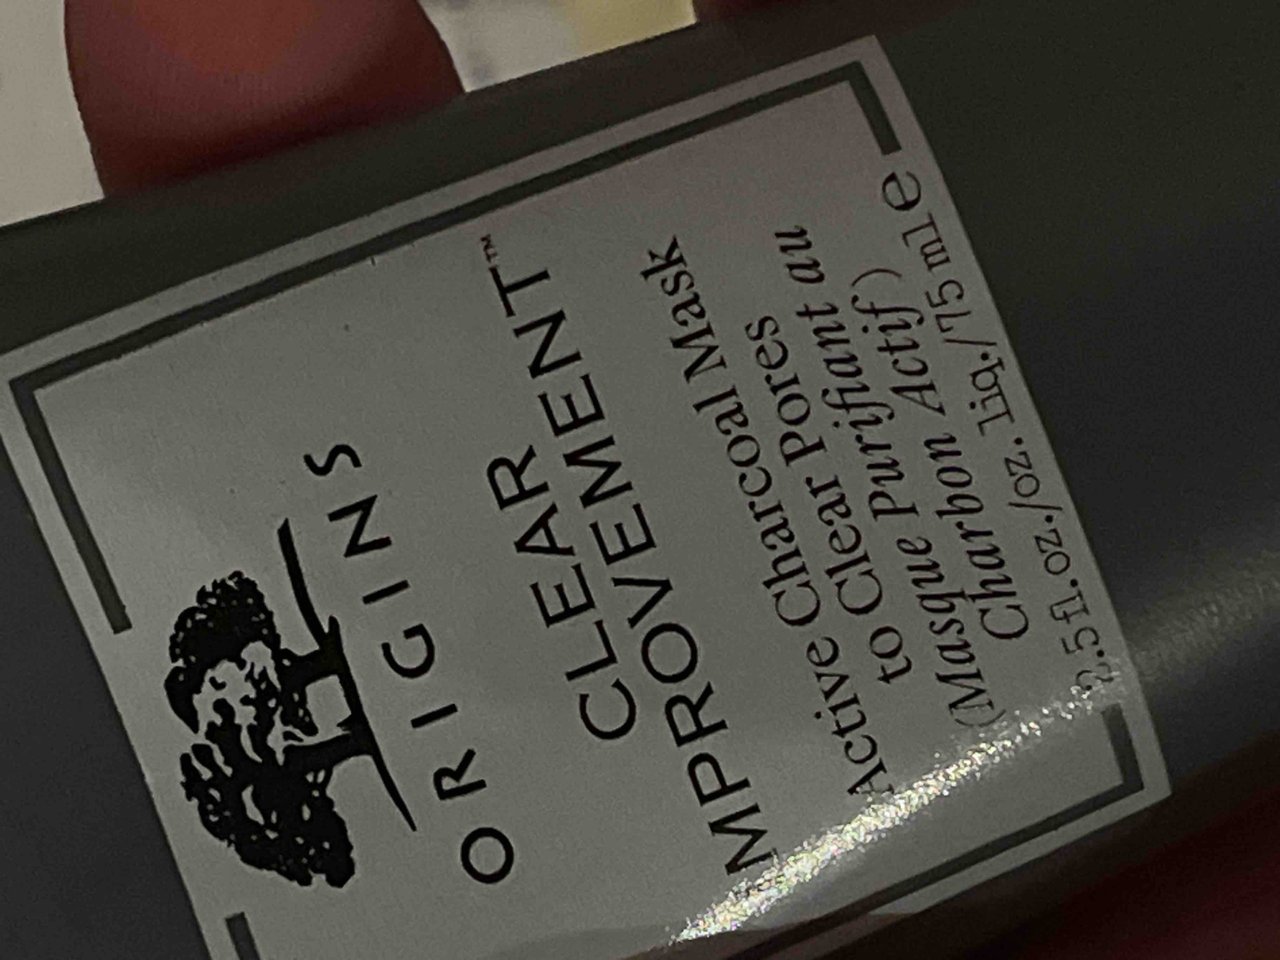 ORIGINS
CLEAR
MPROVEMENT™
Active Charcoal Mask
to Clear Pores
(Masque Purifiant au
Charbon Actif)
2.5 fl.oz./oz. liq./75 ml e